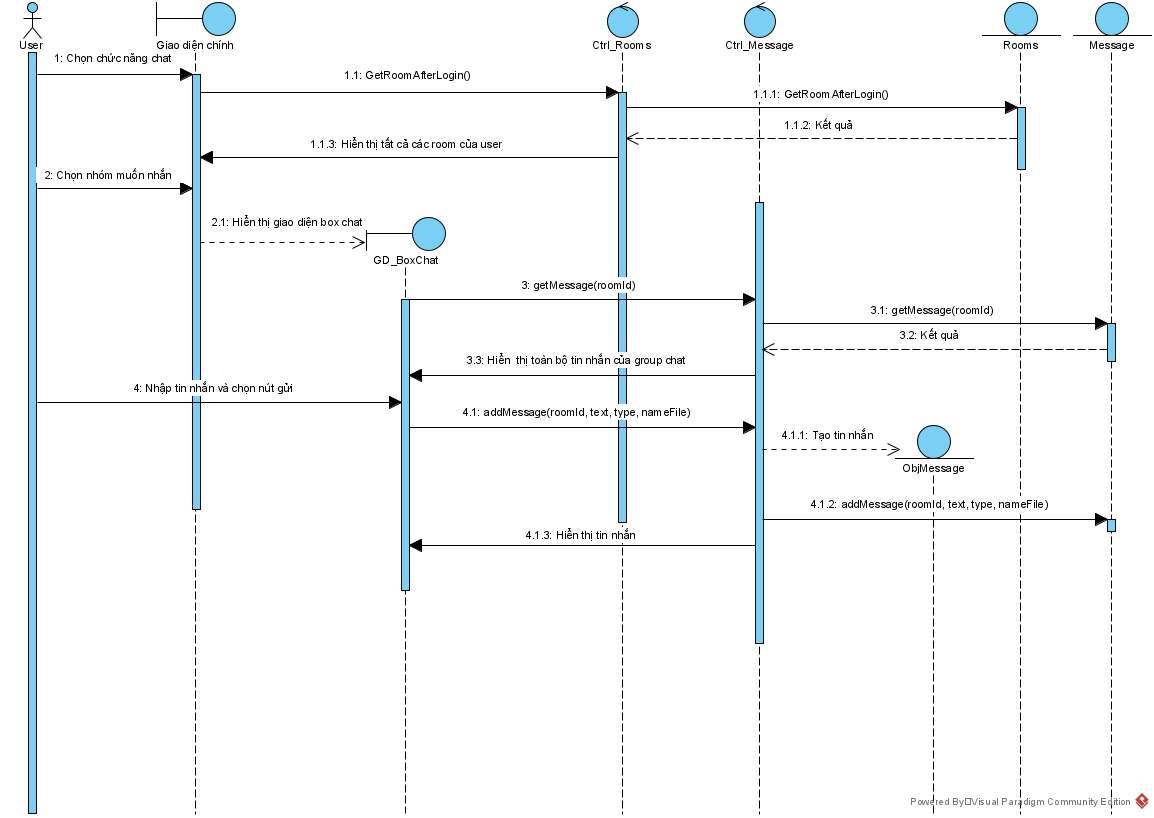 User
Giao diện chính
Ctrl_Rooms
Ctrl_Message
Rooms
Message
1: Chọn chức năng chat
1.1: GetRoomAfterLogin()
1.1.1: GetRoomAfterLogin()
1.1.2: Kết quả
1.1.3: Hiển thị tất cả các room của user
2: Chọn nhóm muốn nhắn
2.1: Hiển thị giao diện box chat
GD_BoxChat
3: getMessage(roomId)
3.1: getMessage(roomId)
3.2: Kết quả
3.3: Hiển thị toàn bộ tin nhắn của group chat
4: Nhập tin nhắn và chọn nút gửi
4.1: addMessage(roomId, text, type, nameFile)
4.1.1: Tạo tin nhắn
ObjMessage
4.1.2: addMessage(roomId, text, type, nameFile)
4.1.3: Hiển thị tin nhắn
Powered By Visual Paradigm Community Edition